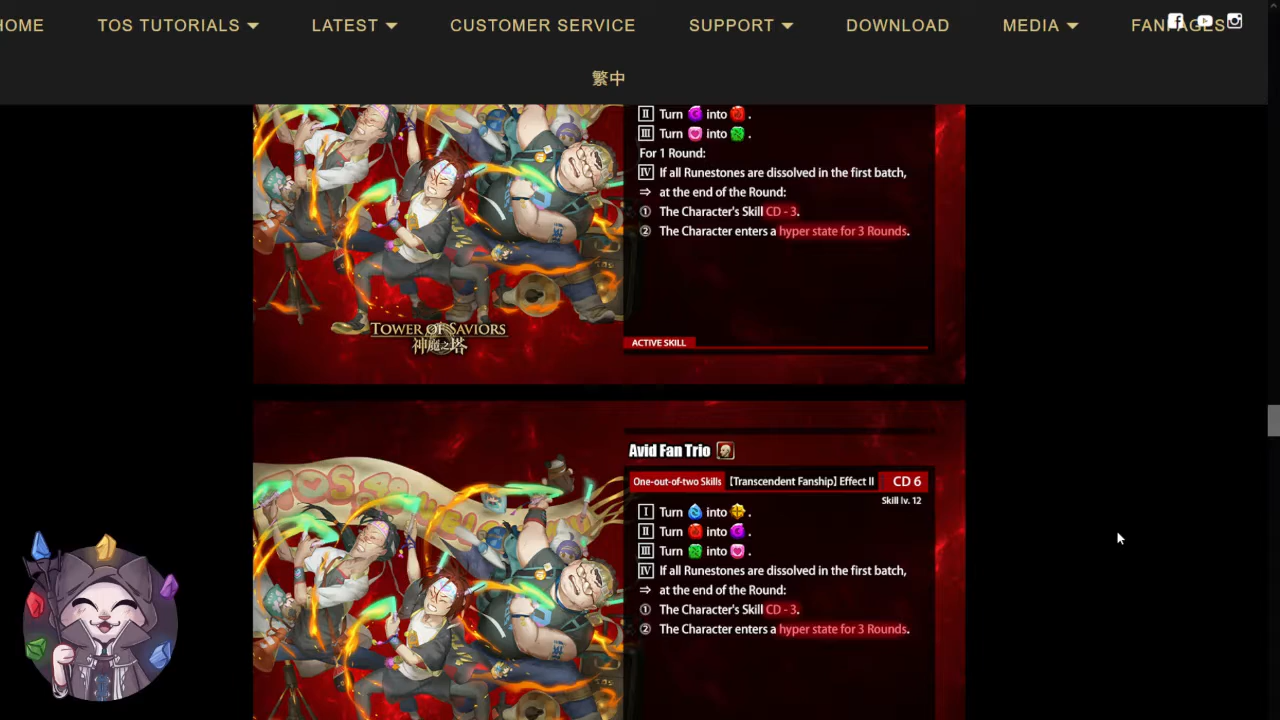 HOME
TOS TUTORIALS
LATEST
CUSTOMER SERVICE
SUPPORT
DOWNLOAD
MEDIA
FANPAGES
繁中
II Turn into .
III Turn into .
For 1 Round:
IV If all Runestones are dissolved in the first batch,
⇒ at the end of the Round:
① The Character's Skill CD - 3.
② The Character enters a hyper state for 3 Rounds.
TOWER OF SAVIORS
神魔之塔
ACTIVE SKILL
Avid Fan Trio
One-out-of-two Skills 【Transcendent Fanship】 Effect II CD 6
Skill lv. 12
I Turn into .
II Turn into .
III Turn into .
IV If all Runestones are dissolved in the first batch,
⇒ at the end of the Round:
① The Character's Skill CD - 3.
② The Character enters a hyper state for 3 Rounds.